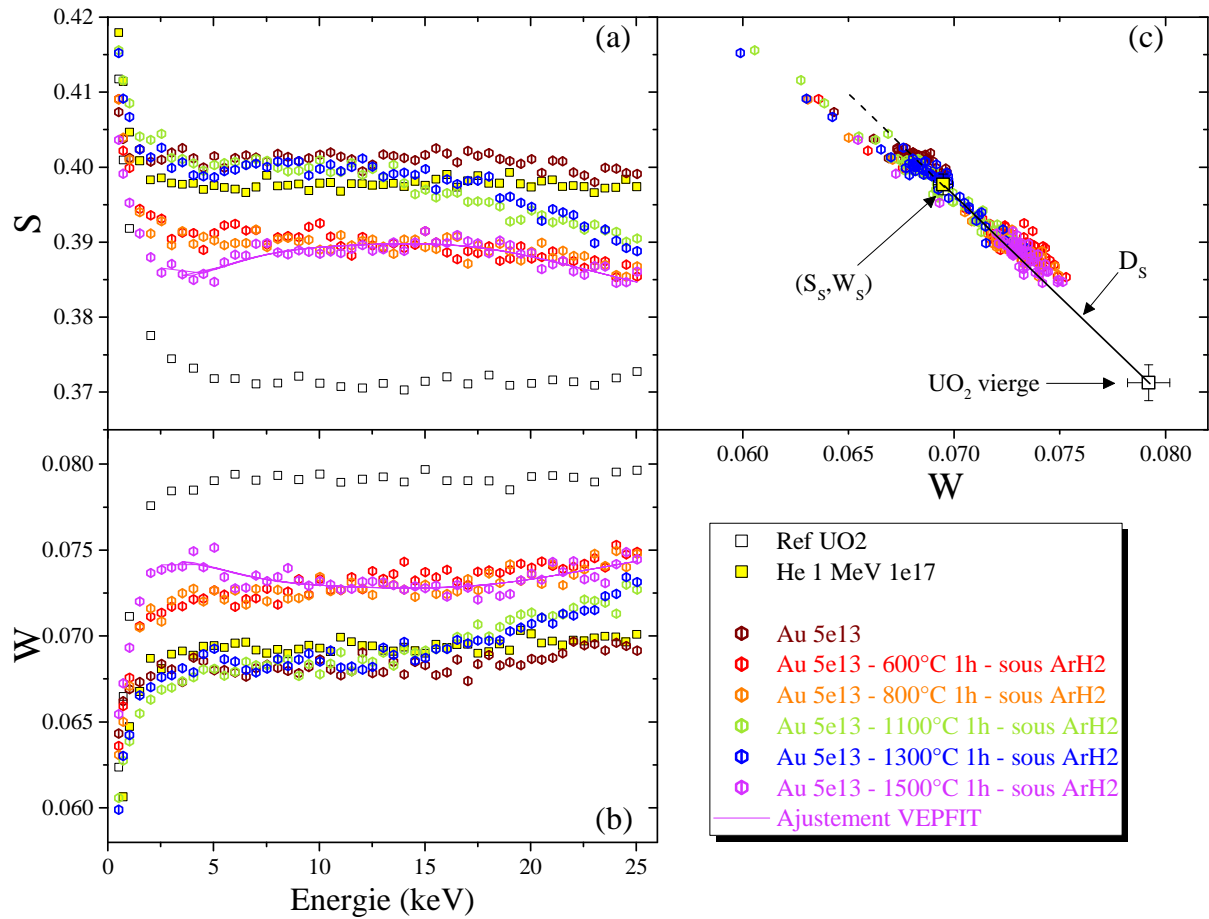 0.42
0.41
0.40
0.39
0.38
0.37
S
(a)
(c)
(S_S,W_S)
D_S
UO₂ vierge
0.060 0.065 0.070 0.075 0.080
W
0.080
0.075
0.070
0.065
0.060
W
(b)
0 5 10 15 20 25
Energie (keV)
Ref UO2
He 1 MeV 1e17
Au 5e13
Au 5e13 - 600°C 1h - sous ArH2
Au 5e13 - 800°C 1h - sous ArH2
Au 5e13 - 1100°C 1h - sous ArH2
Au 5e13 - 1300°C 1h - sous ArH2
Au 5e13 - 1500°C 1h - sous ArH2
Ajustement VEPFIT